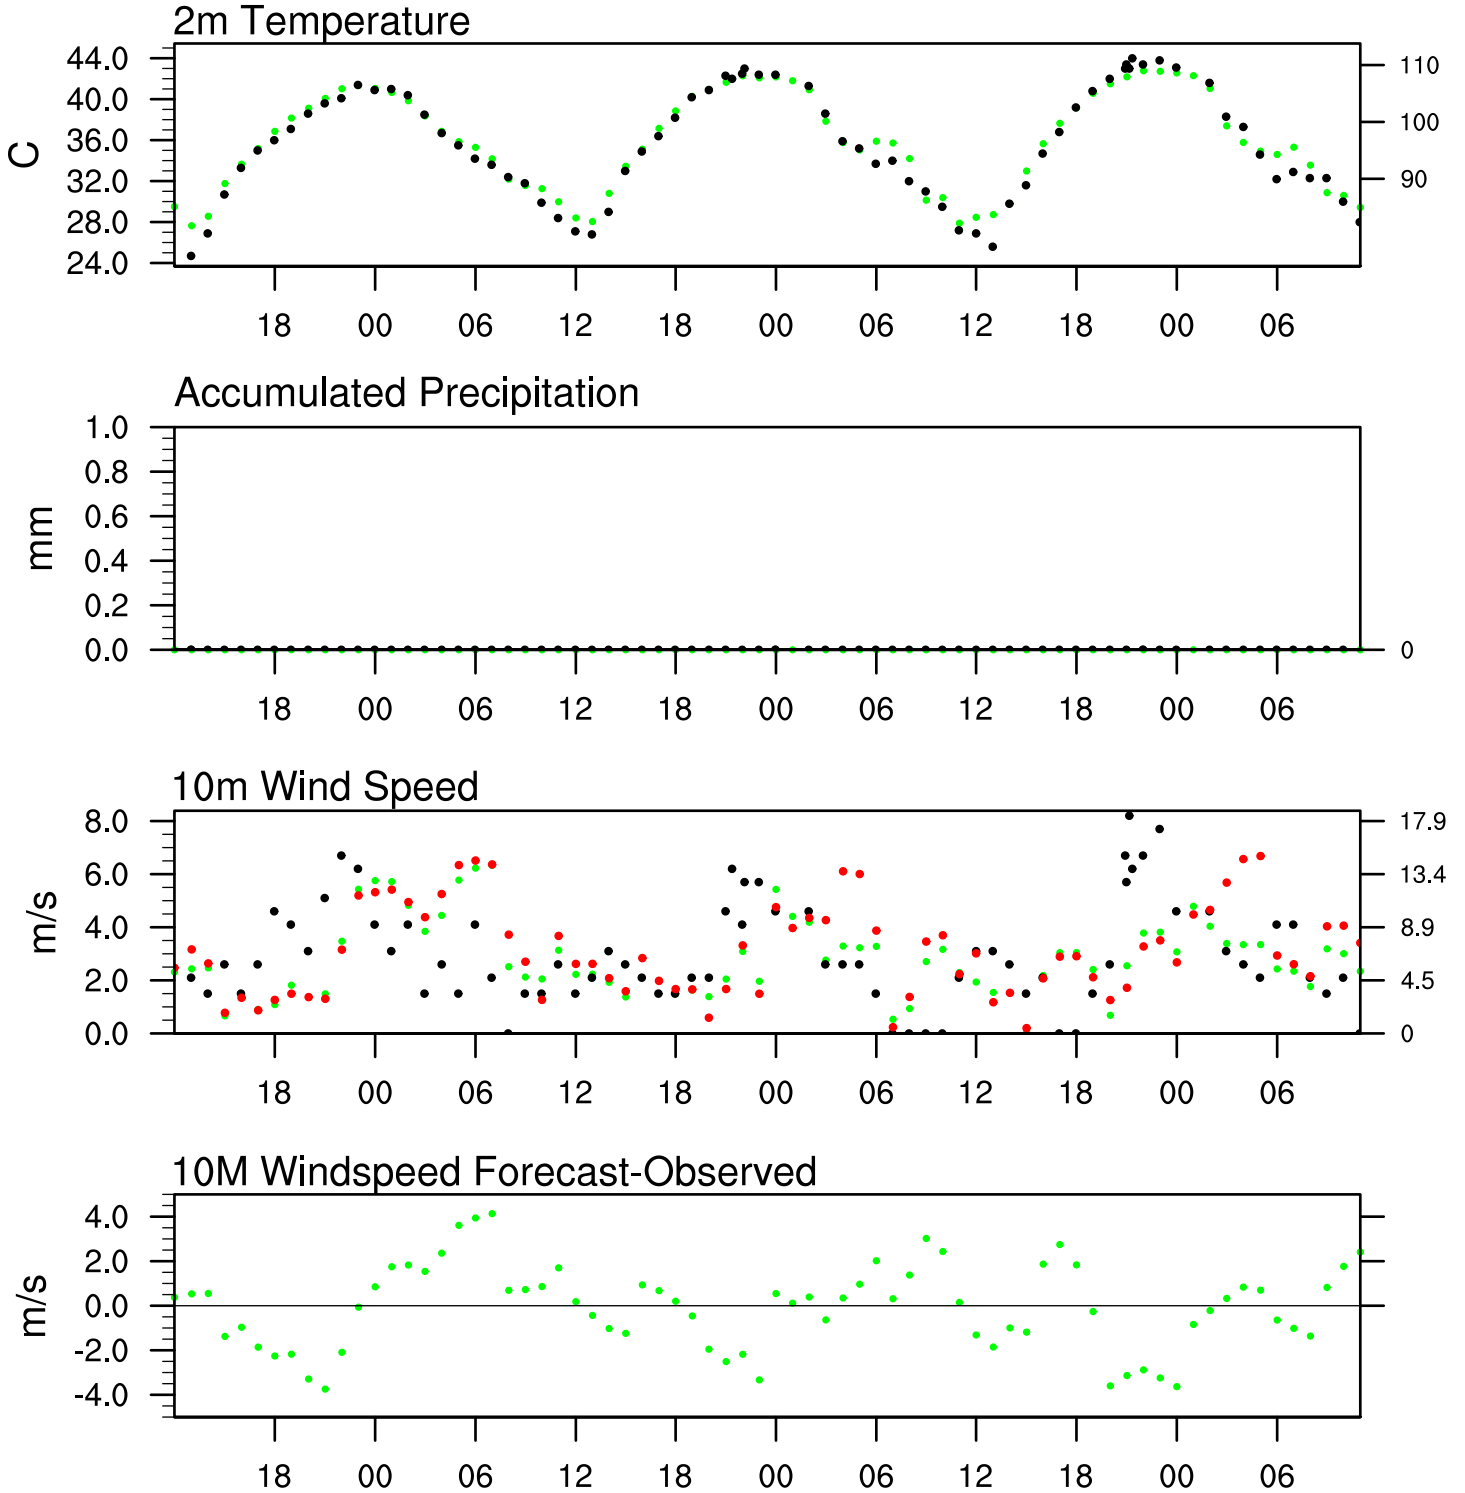 2m Temperature
44.0
40.0
36.0
32.0
28.0
24.0
C
110
100
90
18 00 06 12 18 00 06 12 18 00 06
Accumulated Precipitation
1.0
0.8
0.6
0.4
0.2
0.0
mm
0
18 00 06 12 18 00 06 12 18 00 06
10m Wind Speed
8.0
6.0
4.0
2.0
0.0
m/s
17.9
13.4
8.9
4.5
0
18 00 06 12 18 00 06 12 18 00 06
10M Windspeed Forecast-Observed
4.0
2.0
0.0
-2.0
-4.0
m/s
18 00 06 12 18 00 06 12 18 00 06